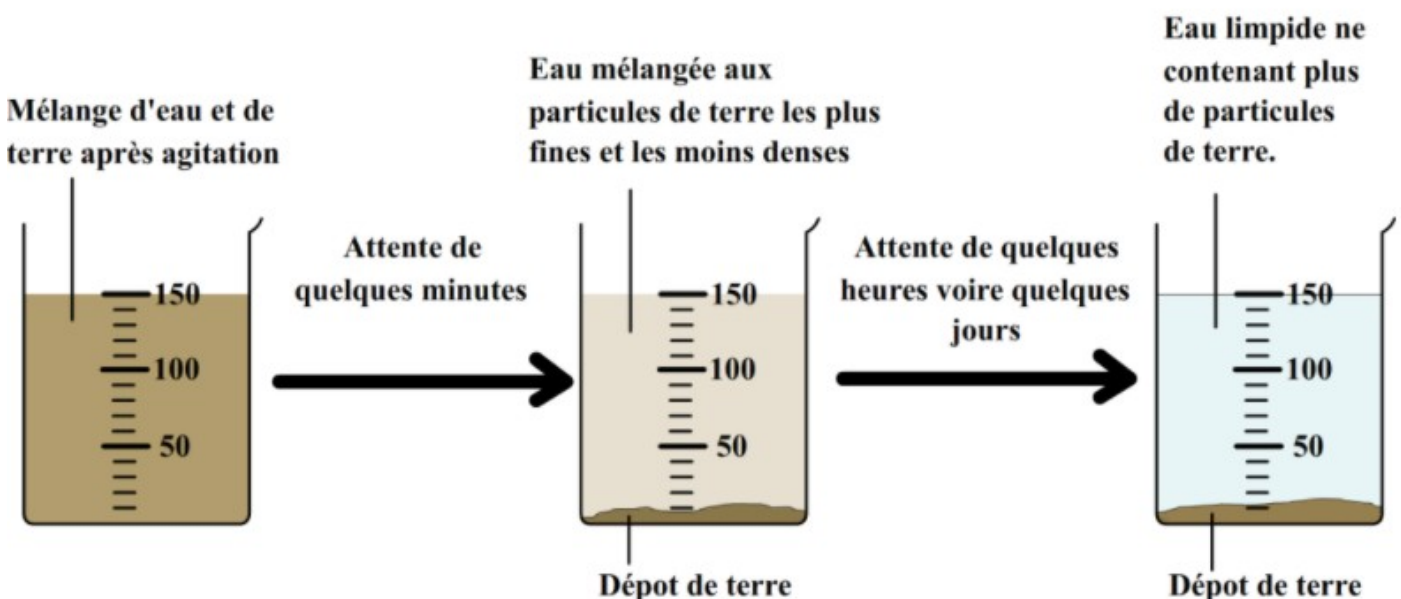 Mélange d'eau et de
terre après agitation
150
100
50
Attente de
quelques minutes
Eau mélangée aux
particules de terre les plus
fines et les moins denses
150
100
50
Dépot de terre
Attente de quelques
heures voire quelques
jours
Eau limpide ne
contenant plus
de particules
de terre.
150
100
50
Dépot de terre